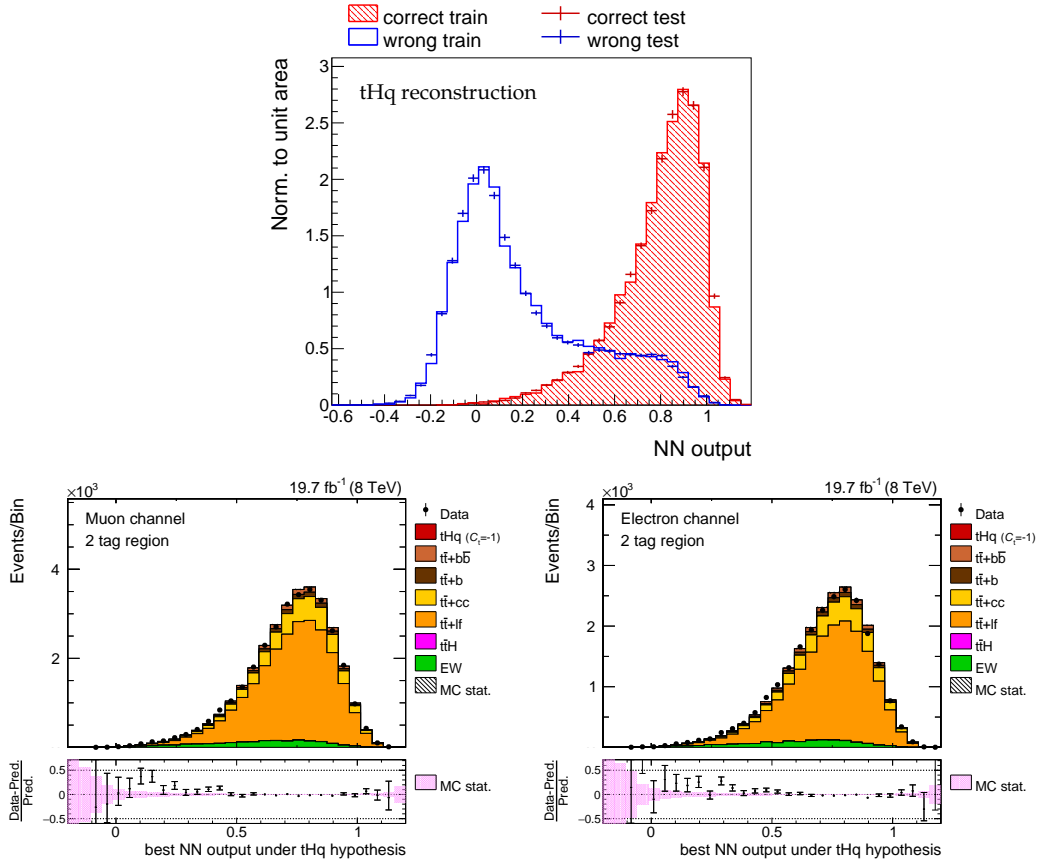 correct train correct test
wrong train wrong test
tHq reconstruction
Norm. to unit area
3
2.5
2
1.5
1
0.5
0
-0.6 -0.4 -0.2 0 0.2 0.4 0.6 0.8 1
NN output
×10³ 19.7 fb⁻¹ (8 TeV)
Muon channel
2 tag region
Events/Bin
4
2
Data
tHq (Cₜ=-1)
tt̄+bb̄
tt̄+b
tt̄+cc
tt̄+lf
tt̄H
EW
MC stat.
Data-Pred.
Pred.
0.5
0.0
−0.5
MC stat.
0 0.5 1
best NN output under tHq hypothesis
×10³ 19.7 fb⁻¹ (8 TeV)
Electron channel
2 tag region
Events/Bin
4
3
2
1
0
Data
tHq (Cₜ=-1)
tt̄+bb̄
tt̄+b
tt̄+cc
tt̄+lf
tt̄H
EW
MC stat.
Data-Pred.
Pred.
0.5
0.0
−0.5
MC stat.
0 0.5 1
best NN output under tHq hypothesis